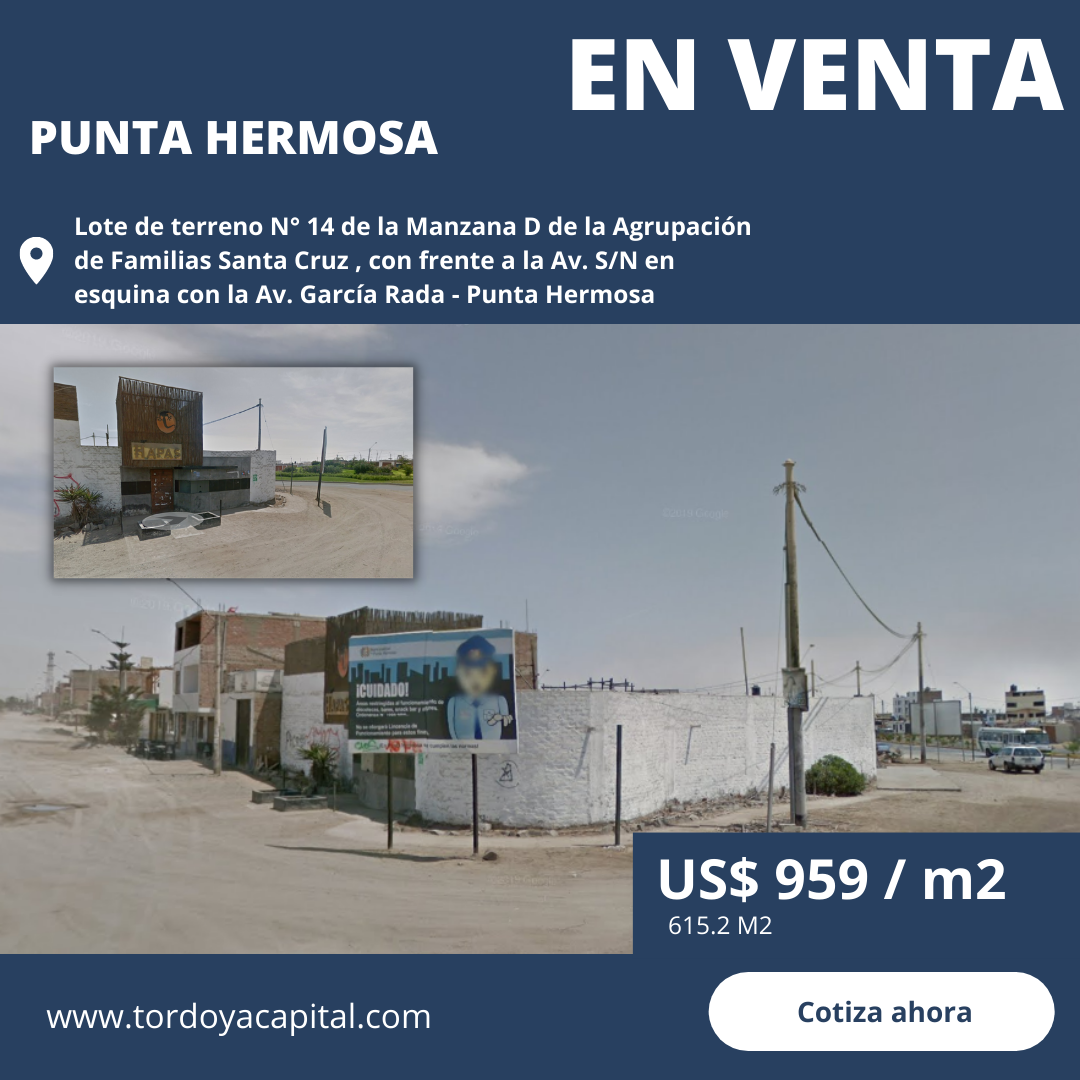 EN VENTA
PUNTA HERMOSA
Lote de terreno N° 14 de la Manzana D de la Agrupación
de Familias Santa Cruz , con frente a la Av. S/N en
esquina con la Av. García Rada - Punta Hermosa
©2019 Google
¡CUIDADO!
US$ 959 / m2
615.2 M2
www.tordoyacapital.com
Cotiza ahora